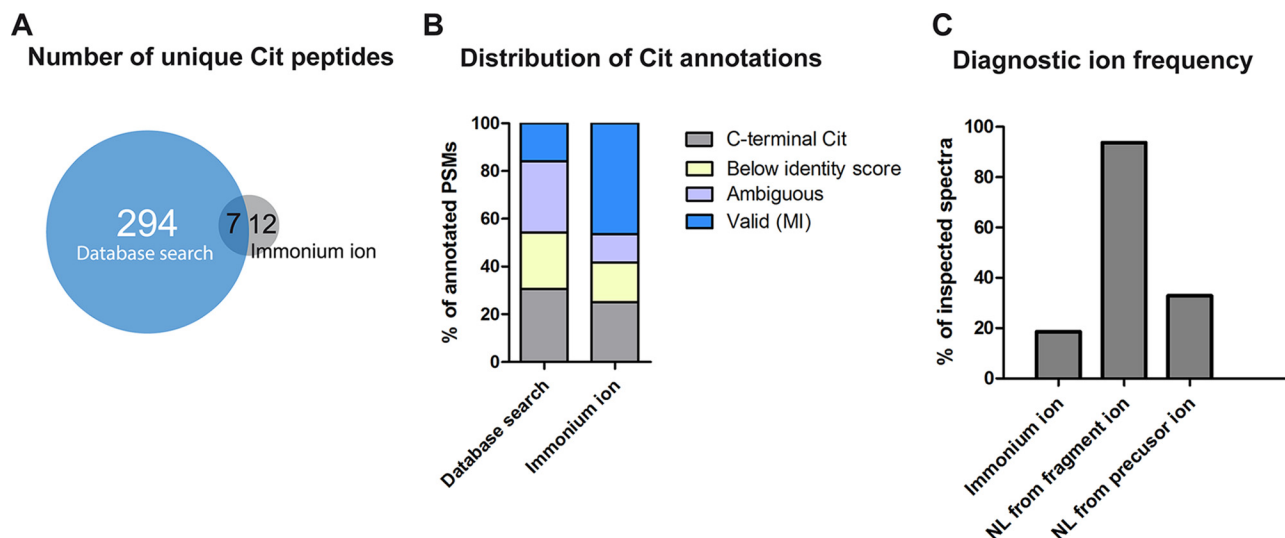 A
Number of unique Cit peptides
294
Database search
7
12
Immonium ion
B
Distribution of Cit annotations
% of annotated PSMs
100
80
60
40
20
0
Database search
Immonium ion
C-terminal Cit
Below identity score
Ambiguous
Valid (MI)
C
Diagnostic ion frequency
% of inspected spectra
100
80
60
40
20
0
Immonium ion
NL from fragment ion
NL from precusor ion